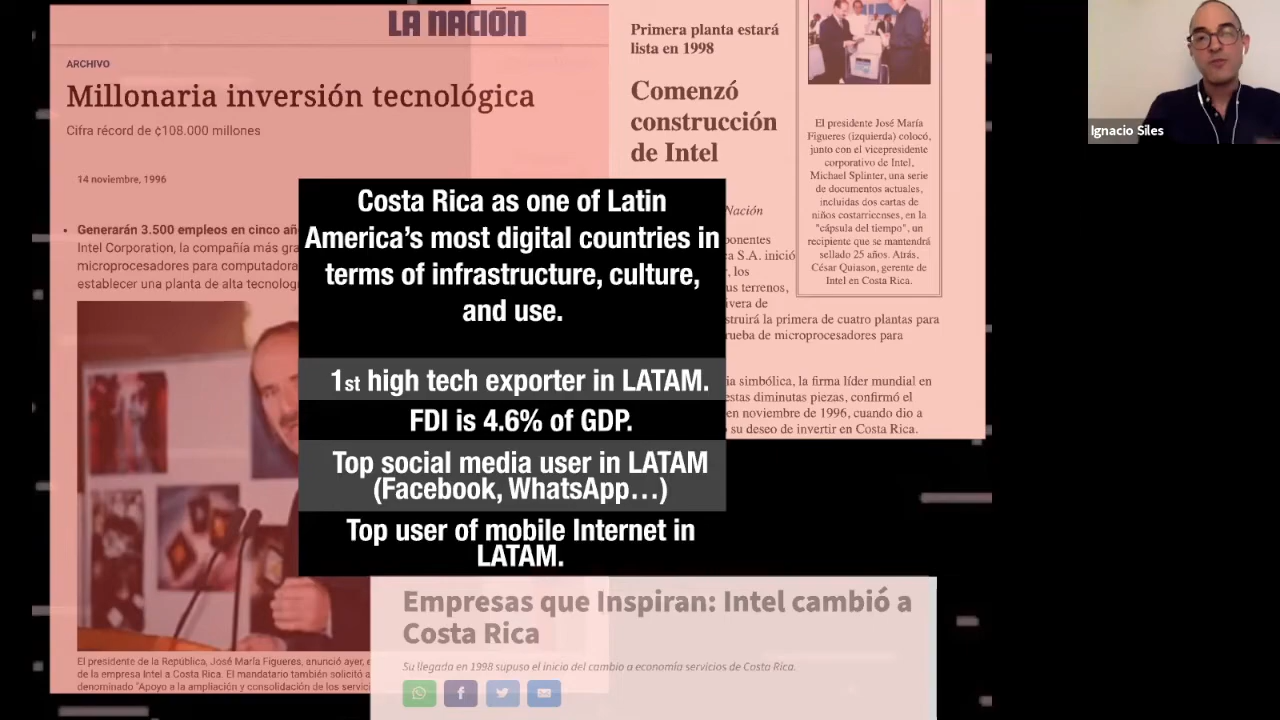 LA NACIÓN
ARCHIVO
Millonaria inversión tecnológica
Cifra récord de ¢108.000 millones
14 noviembre, 1996
Generarán 3.500 empleos en cinco
Intel Corporation, la compañía más
microprocesadores para computadora
establecer una planta de alta
El presidente de la República, José María Figueres, anunció ayer,
de la empresa Intel a Costa Rica. El mandatario también solicitó
denominado "Apoyo a la ampliación y consolidación de los
Primera planta estará
lista en 1998
Comenzó
construcción
de Intel
Nación
S.A. inició
los
terrenos,
de
la primera de cuatro plantas para
de microprocesadores para
simbólica, la firma líder mundial en
estas diminutas piezas, confirmó el
en noviembre de 1996, cuando dio a
su deseo de invertir en Costa Rica.
El presidente José María
Figueres (izquierda) colocó,
junto con el vicepresidente
corporativo de Intel,
Michael Splinter, una serie
de documentos actuales,
incluidas dos cartas de
niños costarricenses, en la
"cápsula del tiempo", un
recipiente que se mantendrá
sellado 25 años. Atrás,
César Quiason, gerente de
Intel en Costa Rica.
Costa Rica as one of Latin
America's most digital countries in
terms of infrastructure, culture,
and use.
1st high tech exporter in LATAM.
FDI is 4.6% of GDP.
Top social media user in LATAM
(Facebook, WhatsApp…)
Top user of mobile Internet in
LATAM.
Empresas que Inspiran: Intel cambió a
Costa Rica
Su llegada en 1998 supuso el inicio del cambio a economía servicios de Costa Rica.
Ignacio Siles